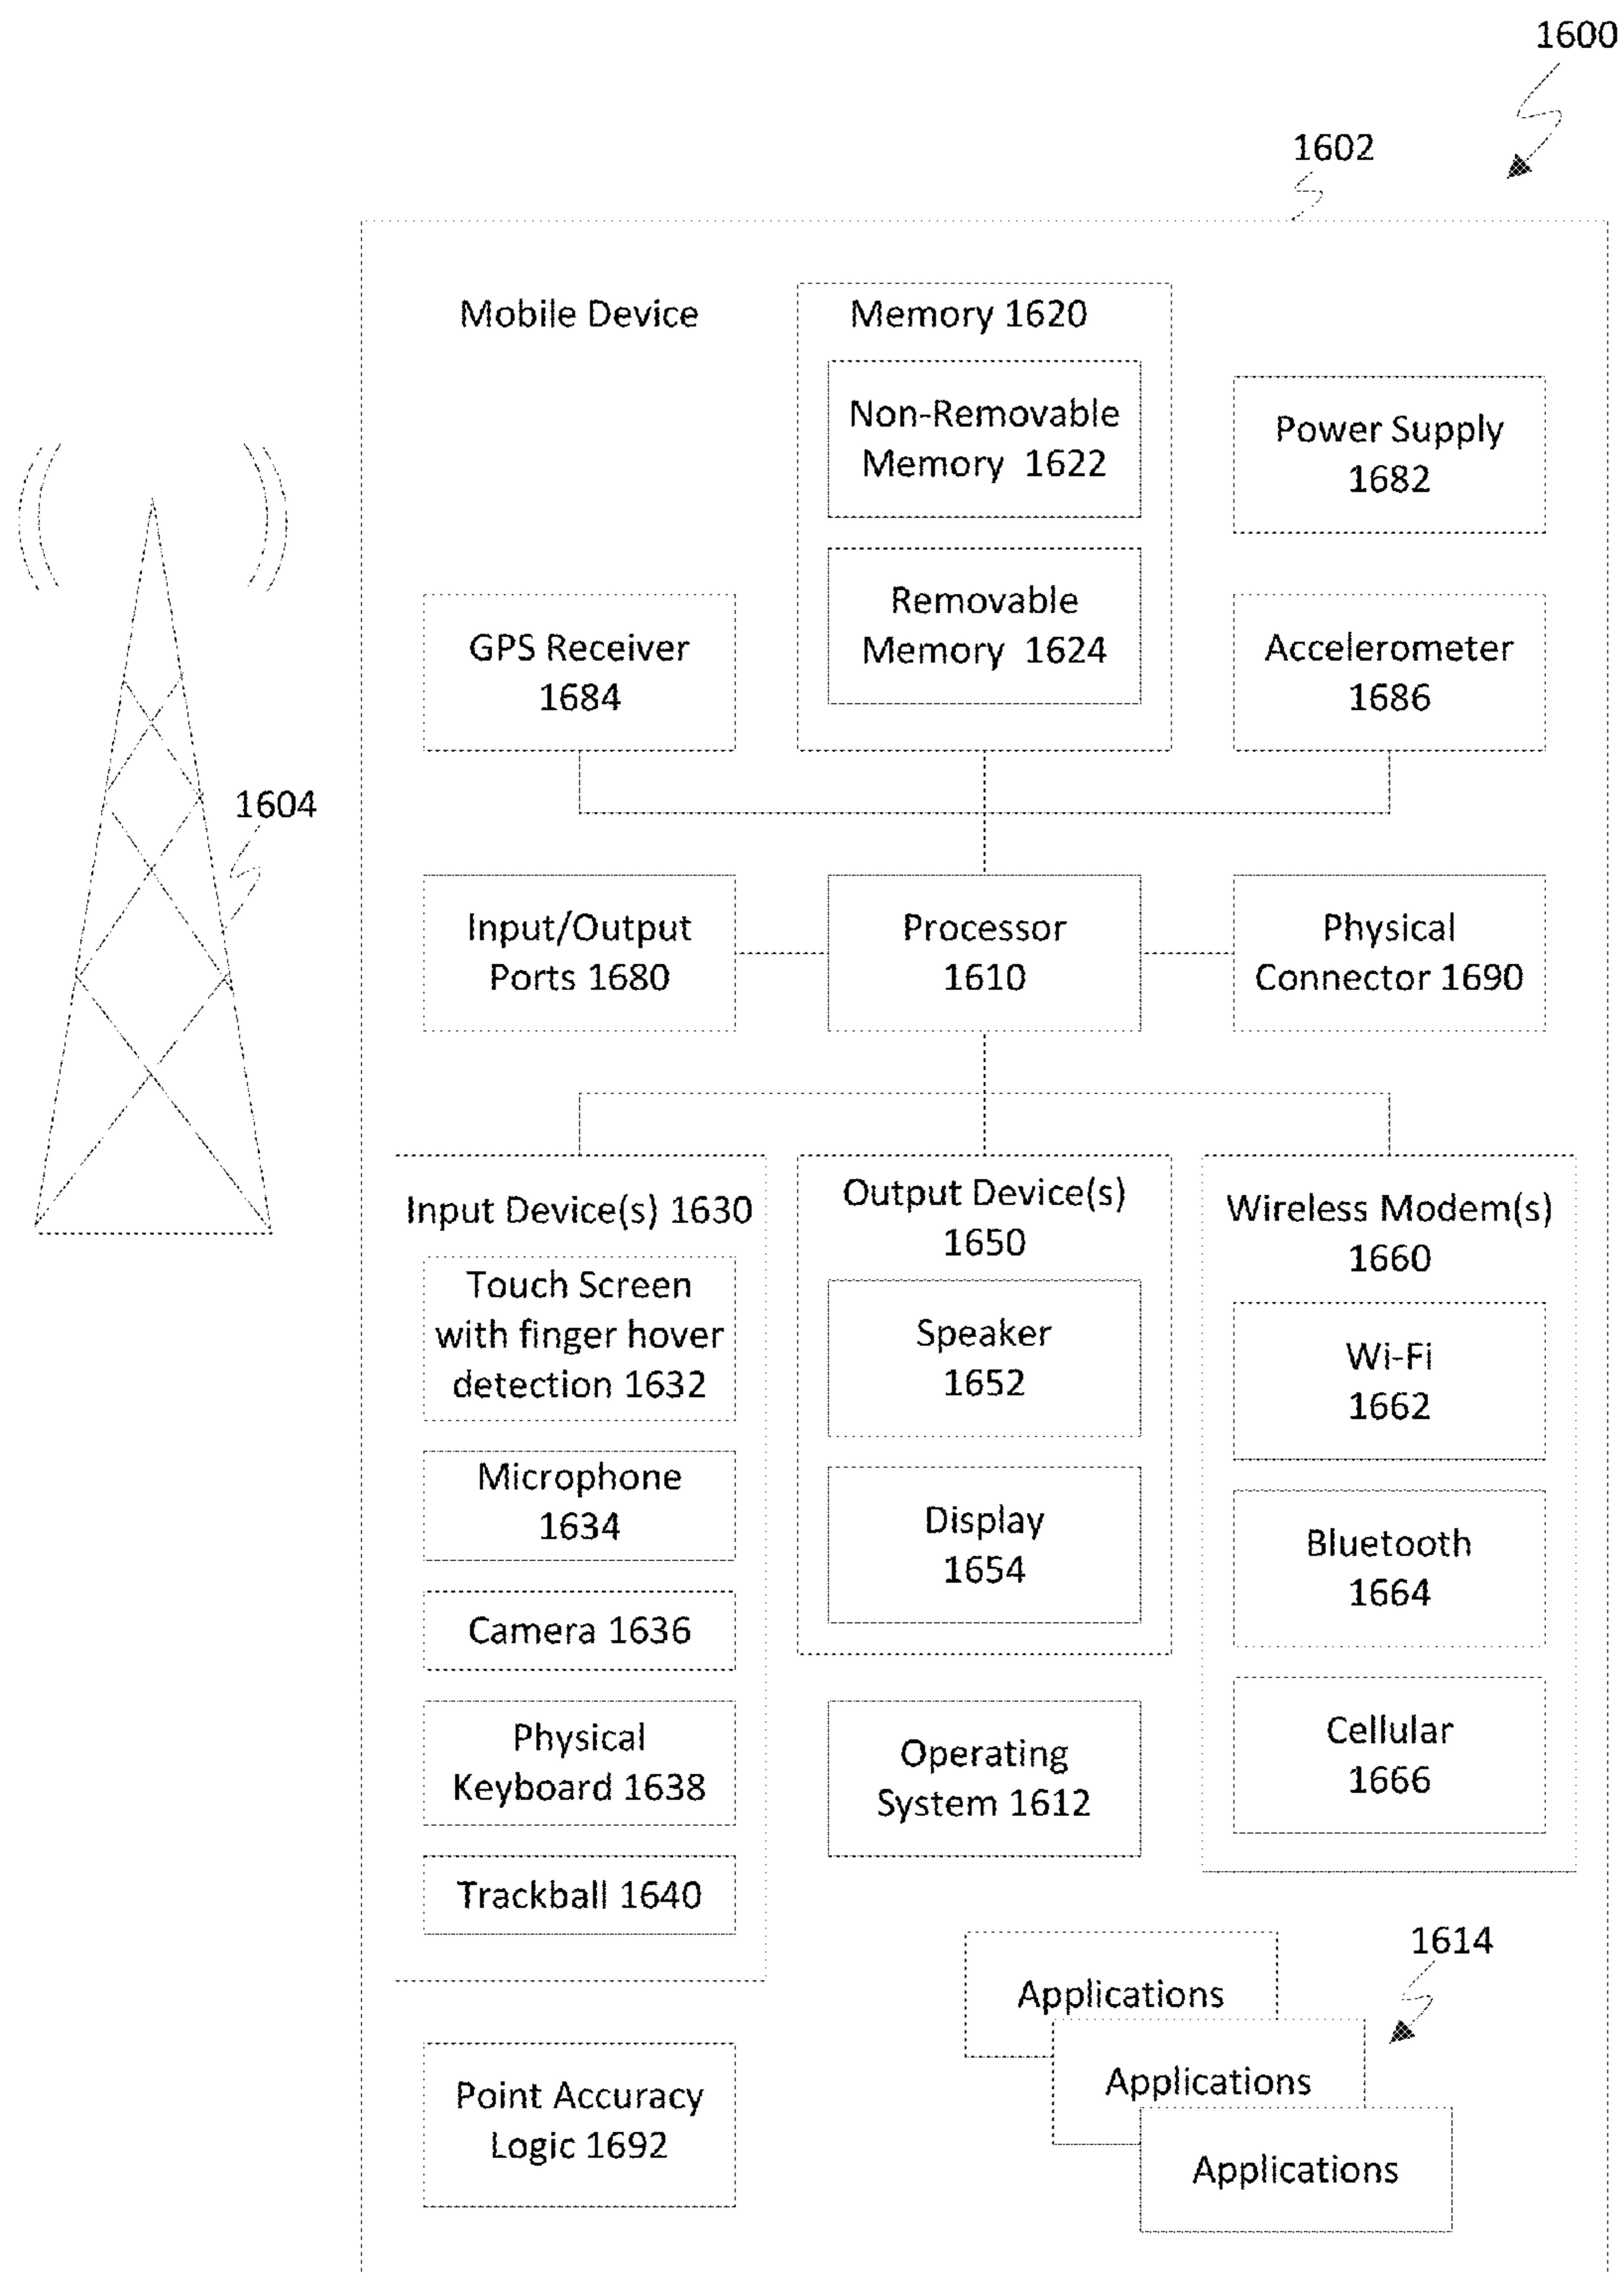 1600
1602
Mobile Device
Memory 1620
Non-Removable
Memory 1622
Power Supply
1682
Removable
Memory 1624
GPS Receiver
1684
Accelerometer
1686
1604
Input/Output
Ports 1680
Processor
1610
Physical
Connector 1690
Input Device(s) 1630
Touch Screen
with finger hover
detection 1632
Microphone
1634
Camera 1636
Physical
Keyboard 1638
Trackball 1640
Output Device(s)
1650
Speaker
1652
Display
1654
Operating
System 1612
Wireless Modem(s)
1660
Wi-Fi
1662
Bluetooth
1664
Cellular
1666
1614
Applications
Applications
Applications
Point Accuracy
Logic 1692